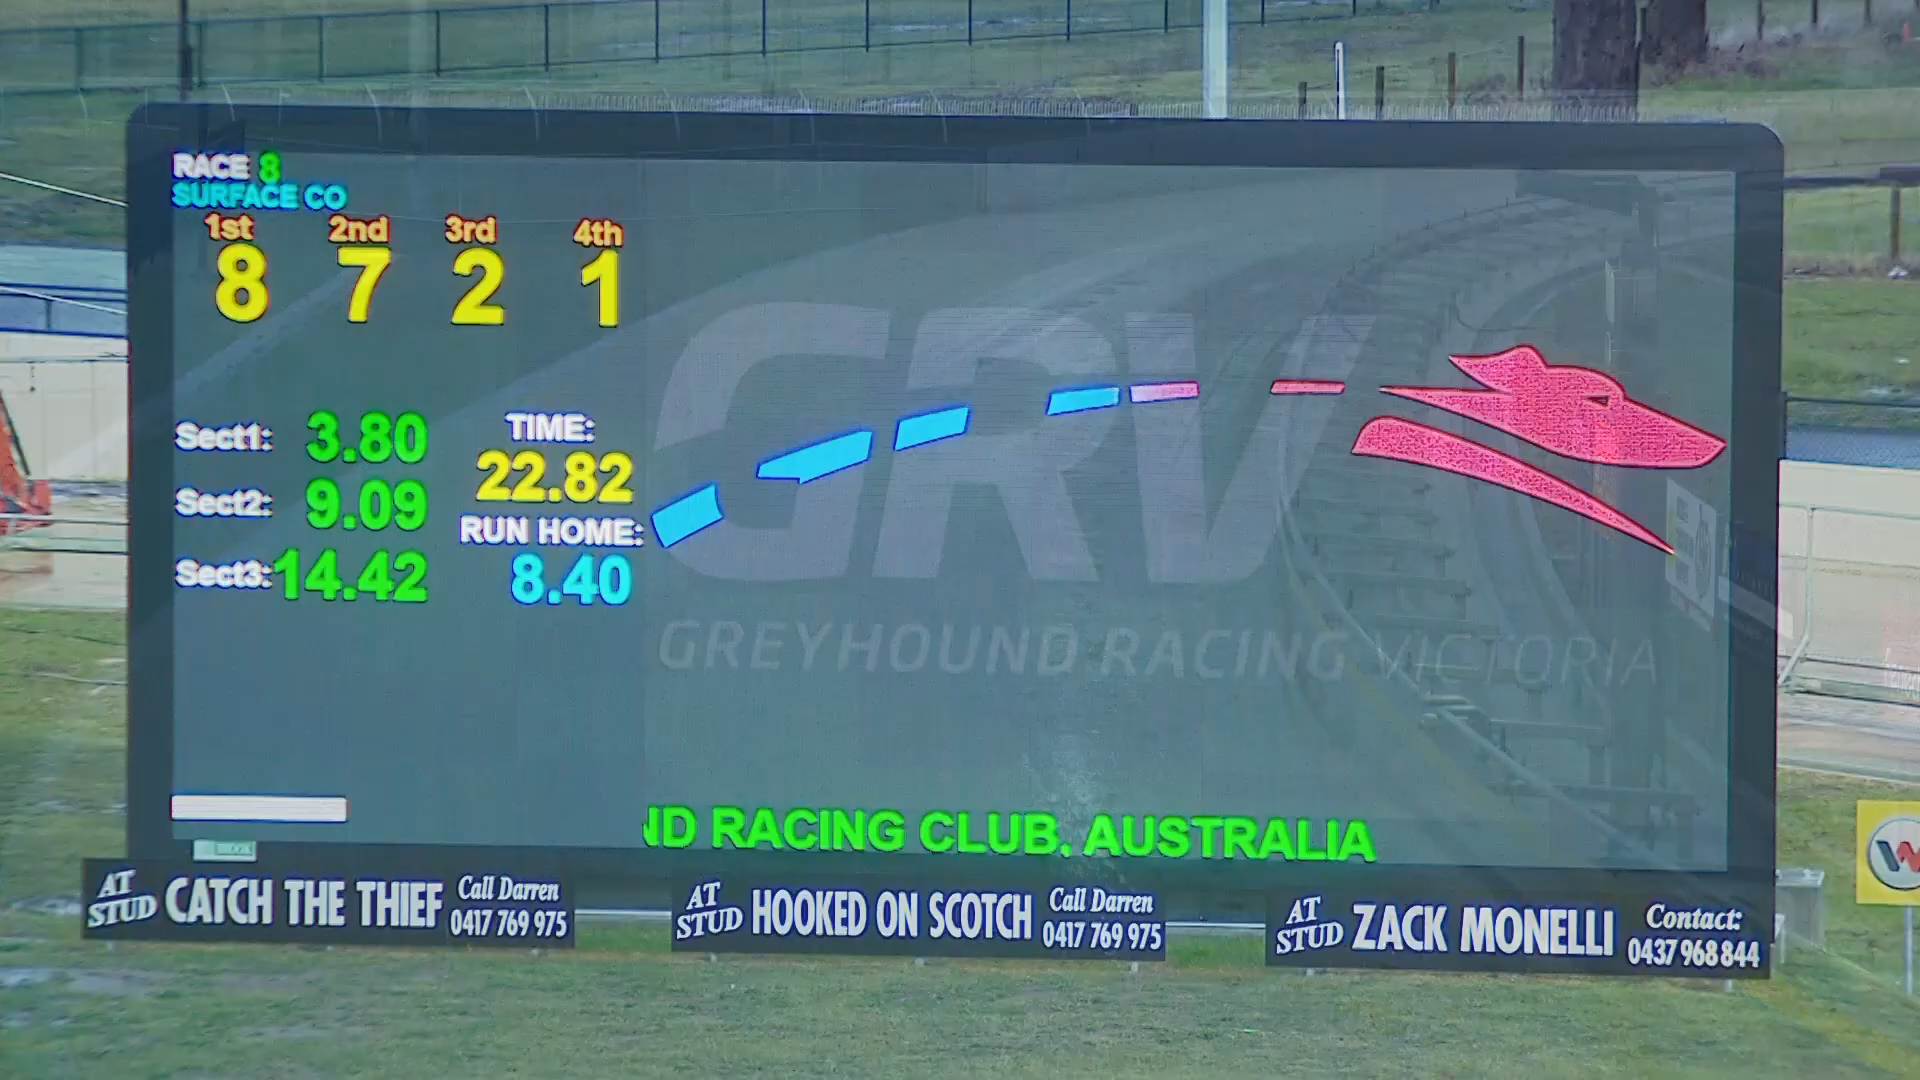 RACE 8
SURFACE CO
1st 2nd 3rd 4th
8 7 2 1
Sect1: 3.80
Sect2: 9.09
Sect3: 14.42
TIME:
22.82
RUN HOME:
8.40
GRV
GREYHOUND RACING VICTORIA
ND RACING CLUB, AUSTRALIA
AT STUD CATCH THE THIEF Call Darren 0417 769 975
AT STUD HOOKED ON SCOTCH Call Darren 0417 769 975
AT STUD ZACK MONELLI Contact: 0437 968 844
W